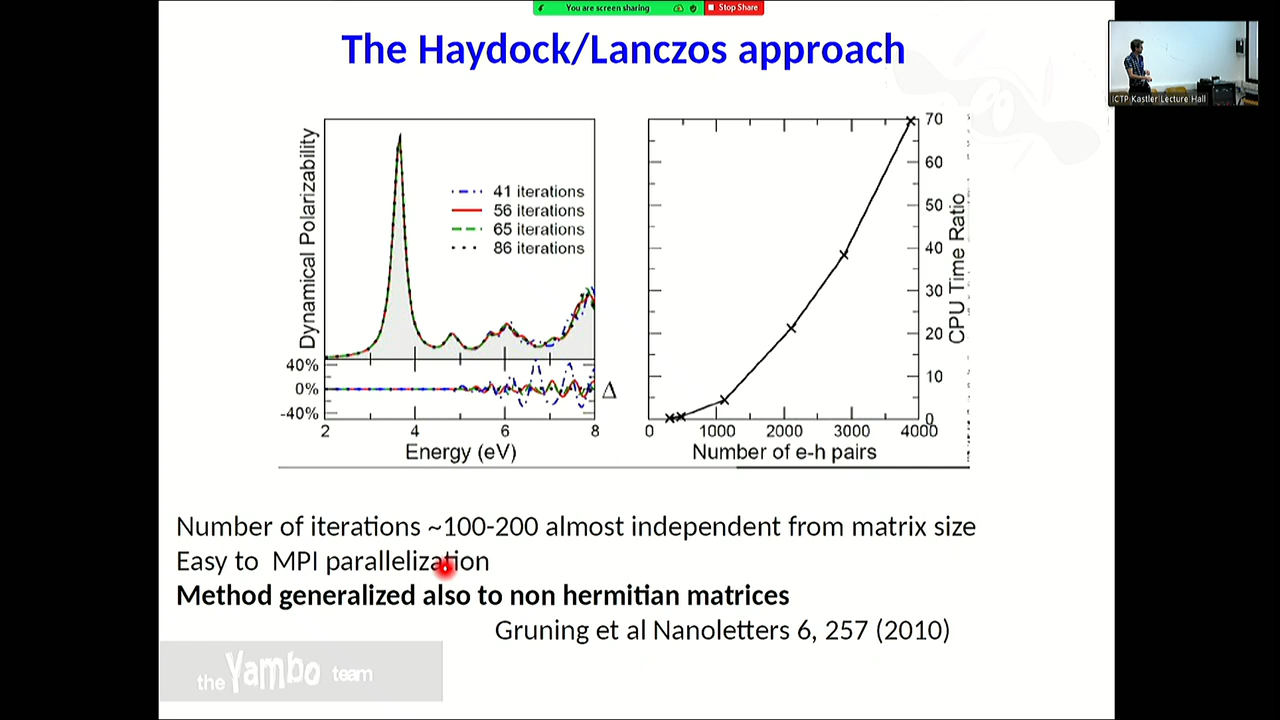 You are screen sharing
Stop Share
The Haydock/Lanczos approach
ICTP Kastler Lecture Hall
Dynamical Polarizability
41 iterations
56 iterations
65 iterations
86 iterations
40%
0%
-40%
Δ
2 4 6 8
Energy (eV)
70
60
50
40
30
20
10
0
CPU Time Ratio
0 1000 2000 3000 4000
Number of e-h pairs
Number of iterations ~100-200 almost independent from matrix size
Easy to MPI parallelization
Method generalized also to non hermitian matrices
Gruning et al Nanoletters 6, 257 (2010)
the Yambo team